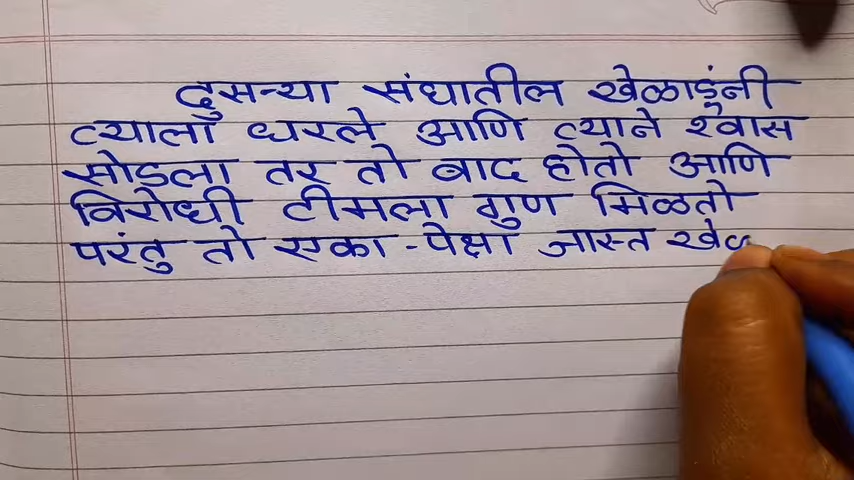 दुसऱ्या संघातील खेळाडूंनी
त्याला धरले आणि त्याने श्वास
सोडला तर तो बाद होतो आणि
विरोधी टीमला गुण मिळतो
परंतु तो एका-पेक्षा जास्त